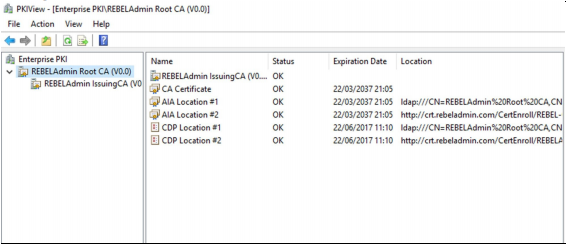 PKIView - [Enterprise PKI\REBELAdmin Root CA (V0.0)]
File Action View Help
Enterprise PKI
REBELAdmin Root CA (V0.0)
REBELAdmin IssuingCA (V0
Name Status Expiration Date Location
REBELAdmin IssuingCA (V0.... OK
CA Certificate OK 22/03/2037 21:05
AIA Location #1 OK 22/03/2037 21:05 ldap:///CN=REBELAdmin%20Root%20CA,CN
AIA Location #2 OK 22/03/2037 21:05 http://crt.rebeladmin.com/CertEnroll/REBEL-
CDP Location #1 OK 22/06/2017 11:10 ldap:///CN=REBELAdmin%20Root%20CA,CN
CDP Location #2 OK 22/06/2017 11:10 http://crt.rebeladmin.com/CertEnroll/REBELA